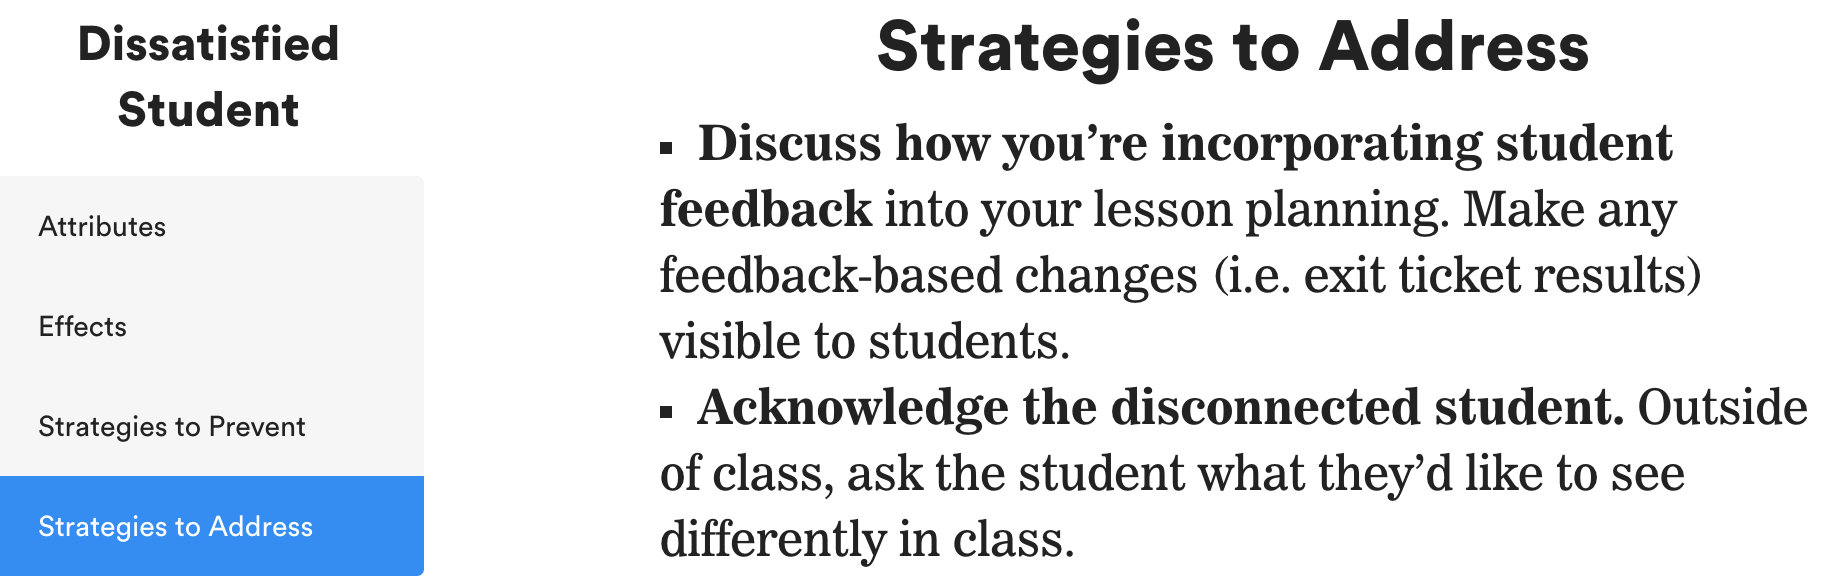 Dissatisfied
Student
Attributes
Effects
Strategies to Prevent
Strategies to Address
Strategies to Address
▪ Discuss how you’re incorporating student
feedback into your lesson planning. Make any
feedback-based changes (i.e. exit ticket results)
visible to students.
▪ Acknowledge the disconnected student. Outside
of class, ask the student what they’d like to see
differently in class.